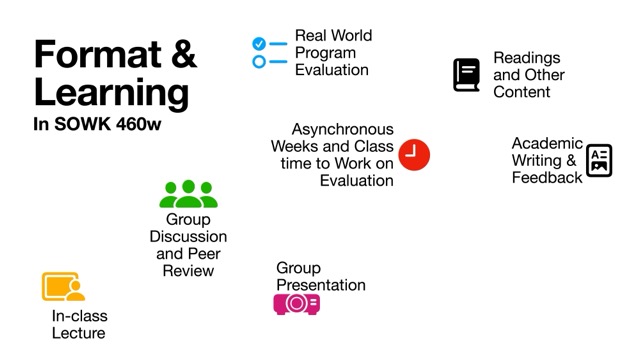 Format &
Learning
In SOWK 460w
Real World
Program
Evaluation
Readings
and Other
Content
Asynchronous
Weeks and Class
time to Work on
Evaluation
Academic
Writing &
Feedback
A
Group
Discussion
and Peer
Review
Group
Presentation
In-class
Lecture